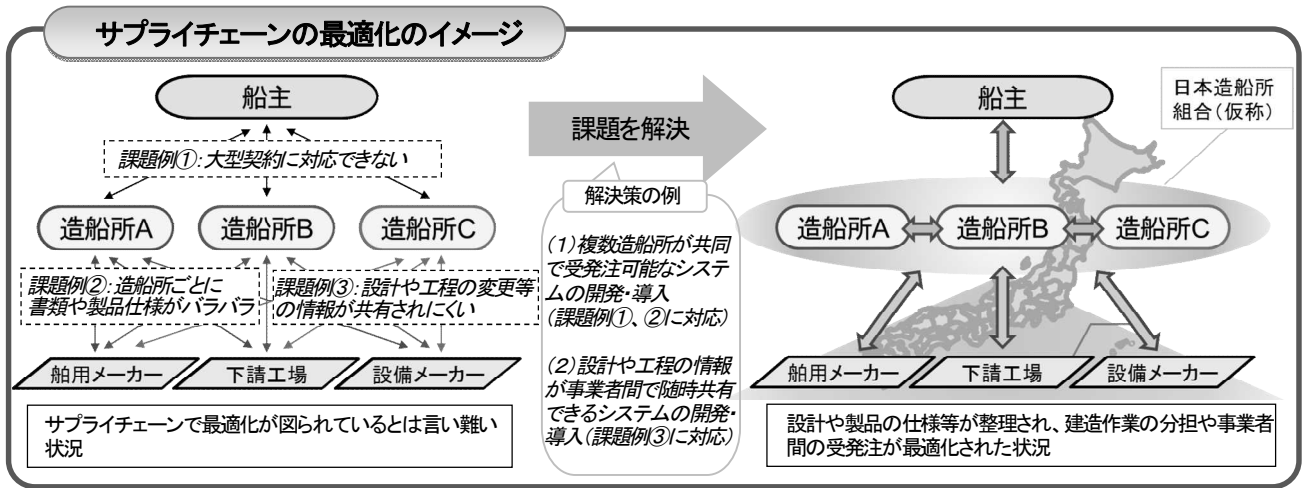 サプライチェーンの最適化のイメージ
船主
課題例①:大型契約に対応できない
造船所A
造船所B
造船所C
課題例②:造船所ごとに
書類や製品仕様がバラバラ
課題例③:設計や工程の変更等
の情報が共有されにくい
舶用メーカー
下請工場
設備メーカー
サプライチェーンで最適化が図られているとは言い難い
状況
課題を解決
解決策の例
(1)複数造船所が共同
で受発注可能なシステ
ムの開発・導入
(課題例①、②に対応)
(2)設計や工程の情報
が事業者間で随時共有
できるシステムの開発・
導入(課題例③に対応)
船主
日本造船所
組合(仮称)
造船所A
造船所B
造船所C
舶用メーカー
下請工場
設備メーカー
設計や製品の仕様等が整理され、建造作業の分担や事業者
間の受発注が最適化された状況